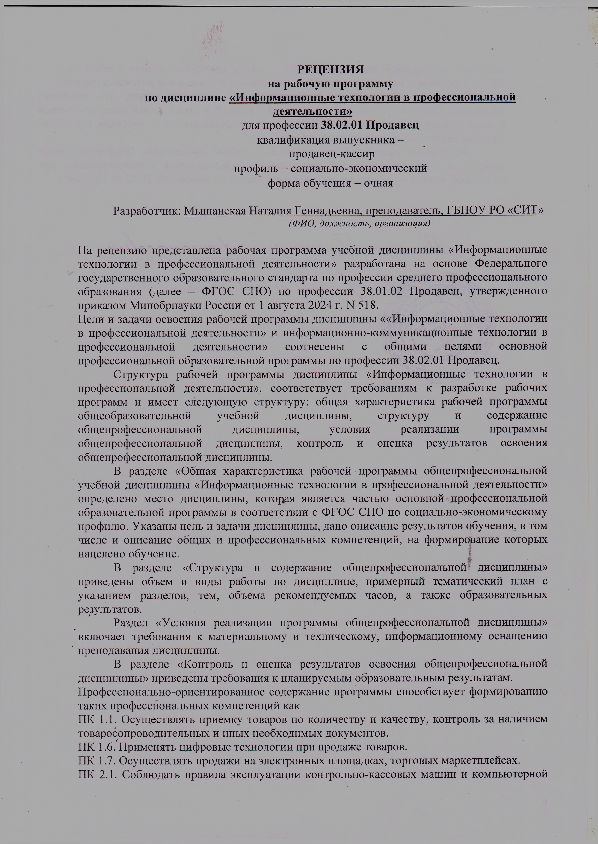 РЕЦЕНЗИЯ
на рабочую программу
по дисциплине «Информационные технологии в профессиональной
деятельности»
для профессии 38.02.01 Продавец
квалификация выпускника –
продавец-кассир
профиль – социально-экономический
форма обучения – очная
Разработчик: Мышанская Наталия Геннадьевна, преподаватель, ГБПОУ РО «СИТ»
(ФИО, должность, организация)
На рецензию представлена рабочая программа учебной дисциплины «Информационные
технологии в профессиональной деятельности» разработана на основе Федерального
государственного образовательного стандарта по профессии среднего профессионального
образования (далее – ФГОС СПО) по профессии 38.01.02 Продавец, утвержденного
приказом Минобрнауки России от 1 августа 2024 г. N 518.
Цели и задачи освоения рабочей программы дисциплины ««Информационные технологии
в профессиональной деятельности» и информационно-коммуникационные технологии в
профессиональной деятельности» соотнесены с общими целями основной
профессиональной образовательной программы по профессии 38.02.01 Продавец.
Структура рабочей программы дисциплины «Информационные технологии в
профессиональной деятельности». соответствует требованиям к разработке рабочих
программ и имеет следующую структуру: общая характеристика рабочей программы
общеобразовательной учебной дисциплины, структуру и содержание
общепрофессиональной дисциплины, условия реализации программы
общепрофессиональной дисциплины, контроль и оценка результатов освоения
общепрофессиональной дисциплины.
В разделе «Общая характеристика рабочей программы общепрофессиональной
учебной дисциплины «Информационные технологии в профессиональной деятельности»
определено место дисциплины, которая является частью основной профессиональной
образовательной программы в соответствии с ФГОС СПО по социально-экономическому
профилю. Указаны цель и задачи дисциплины, дано описание результатов обучения, в том
числе и описание общих и профессиональных компетенций, на формирование которых
нацелено обучение.
В разделе «Структура и содержание общепрофессиональной дисциплины»
приведены объем и виды работы по дисциплине, примерный тематический план с
указанием разделов, тем, объема рекомендуемых часов, а также образовательных
результатов.
Раздел «Условия реализации программы общепрофессиональной дисциплины»
включает требования к материальному и техническому, информационному оснащению
преподавания дисциплины.
В разделе «Контроль и оценка результатов освоения общепрофессиональной
дисциплины» приведены требования к планируемым образовательным результатам.
Профессионально-ориентированное содержание программы способствует формированию
таких профессиональных компетенций как
ПК 1.1. Осуществлять приемку товаров по количеству и качеству, контроль за наличием
товаросопроводительных и иных необходимых документов.
ПК 1.6. Применять цифровые технологии при продаже товаров.
ПК 1.7. Осуществлять продажи на электронных площадках, торговых маркетплейсах.
ПК 2.1. Соблюдать правила эксплуатации контрольно-кассовых машин и компьютерной